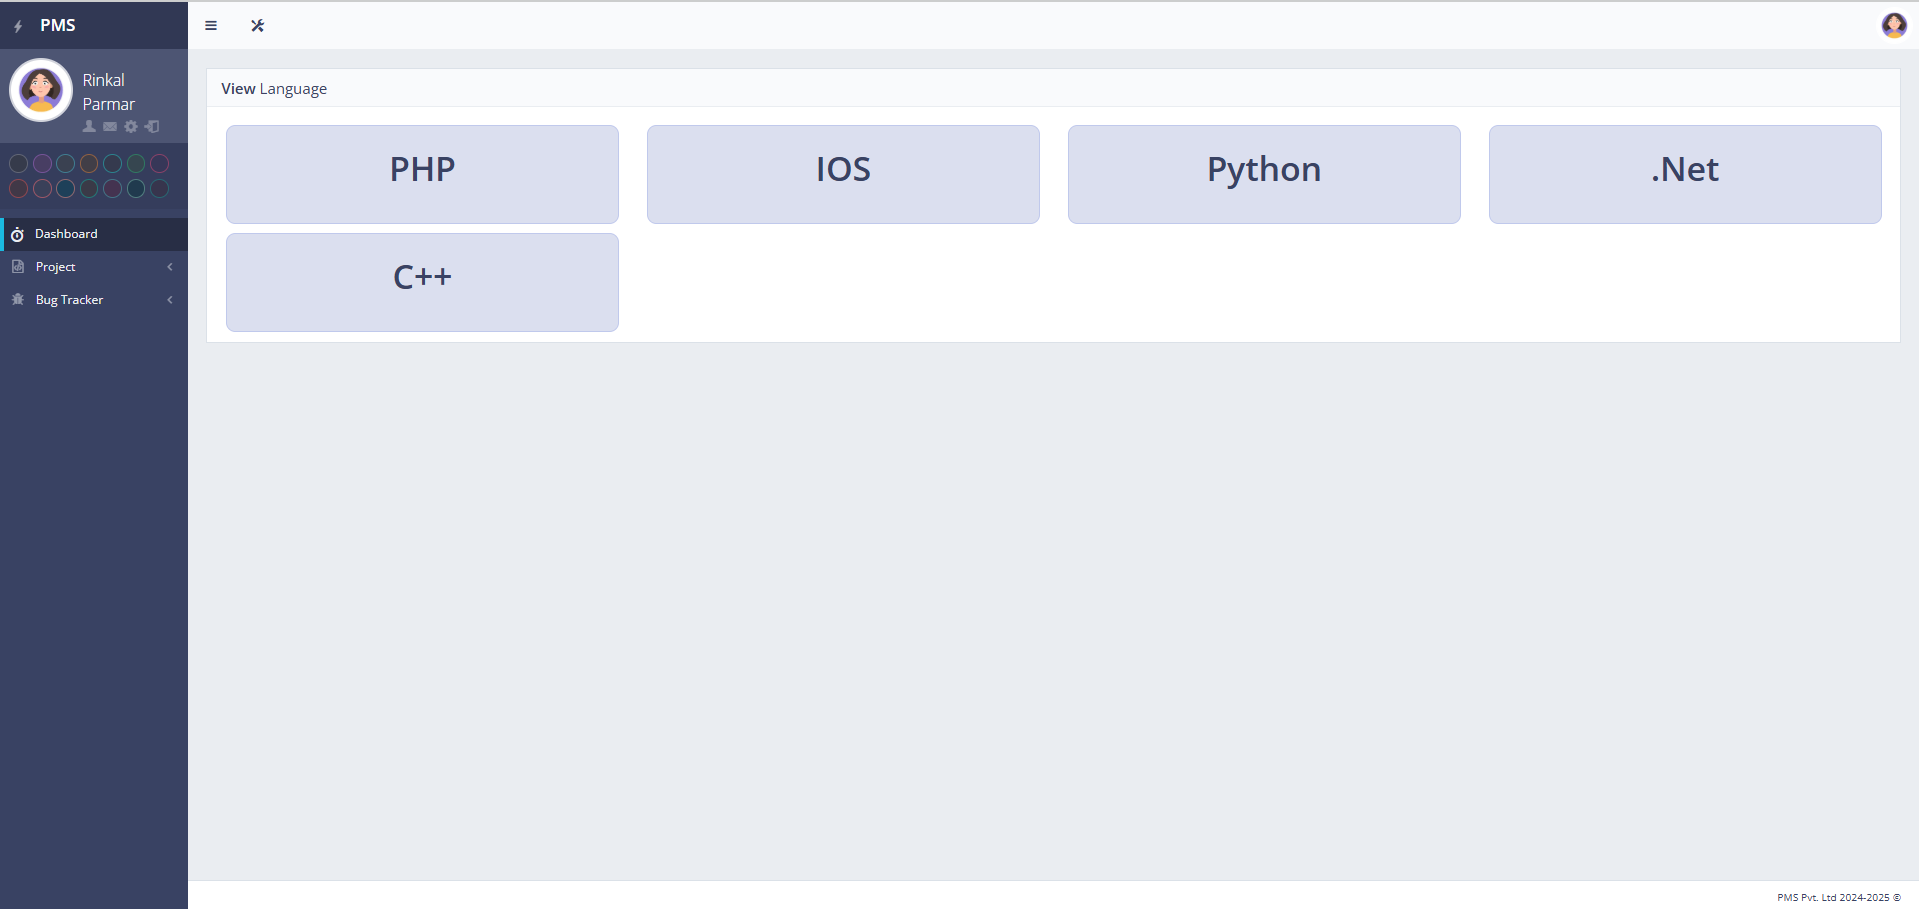 PMS
Rinkal
Parmar
Dashboard
Project
Bug Tracker
View Language
PHP
IOS
Python
.Net
C++
PMS Pvt. Ltd 2024-2025 ©